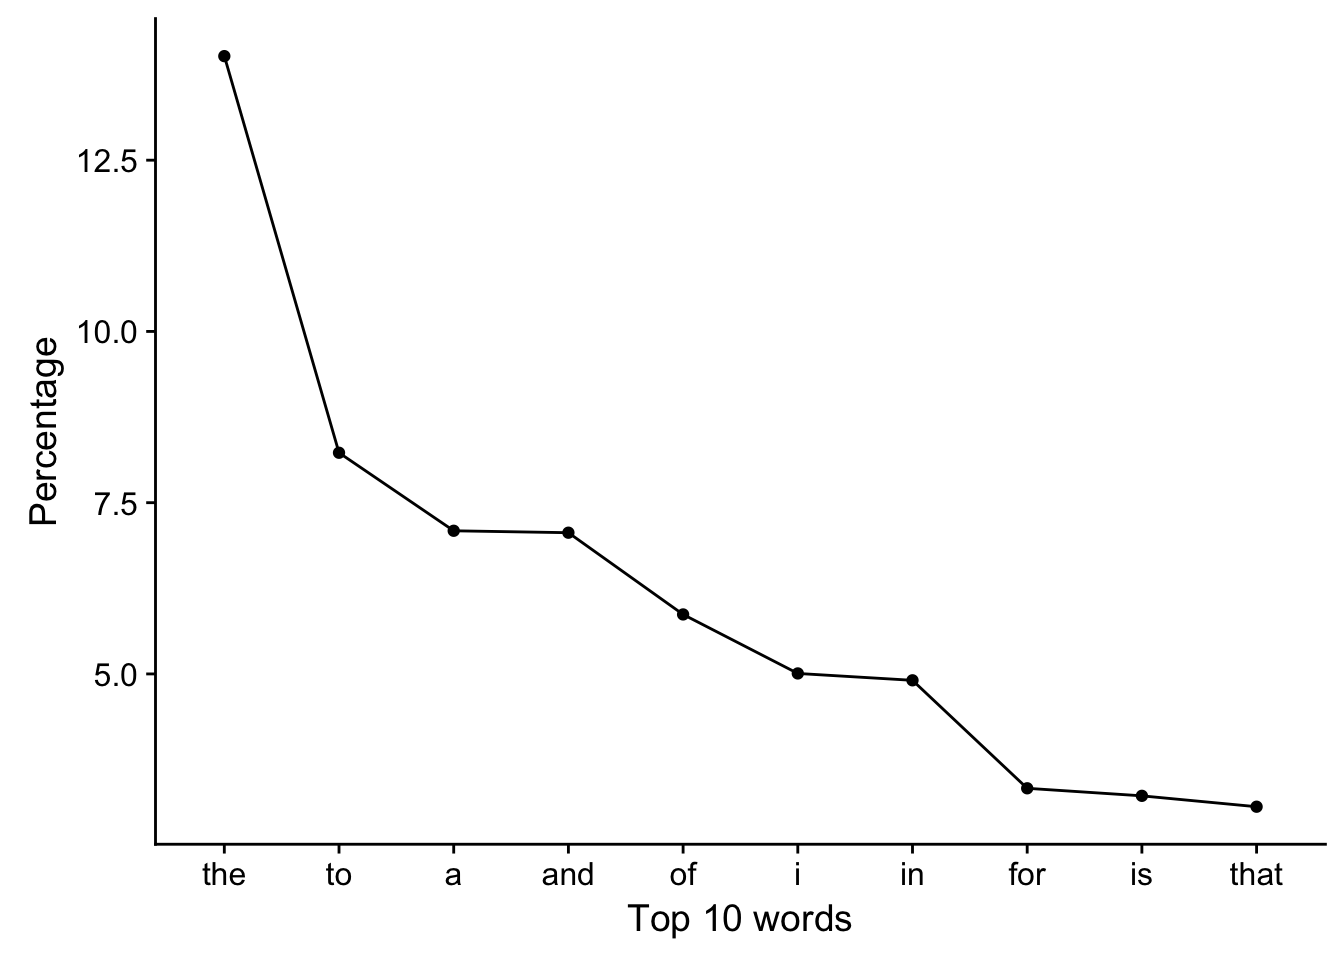 Percentage
12.5
10.0
7.5
5.0
the to a and of i in for is that
Top 10 words